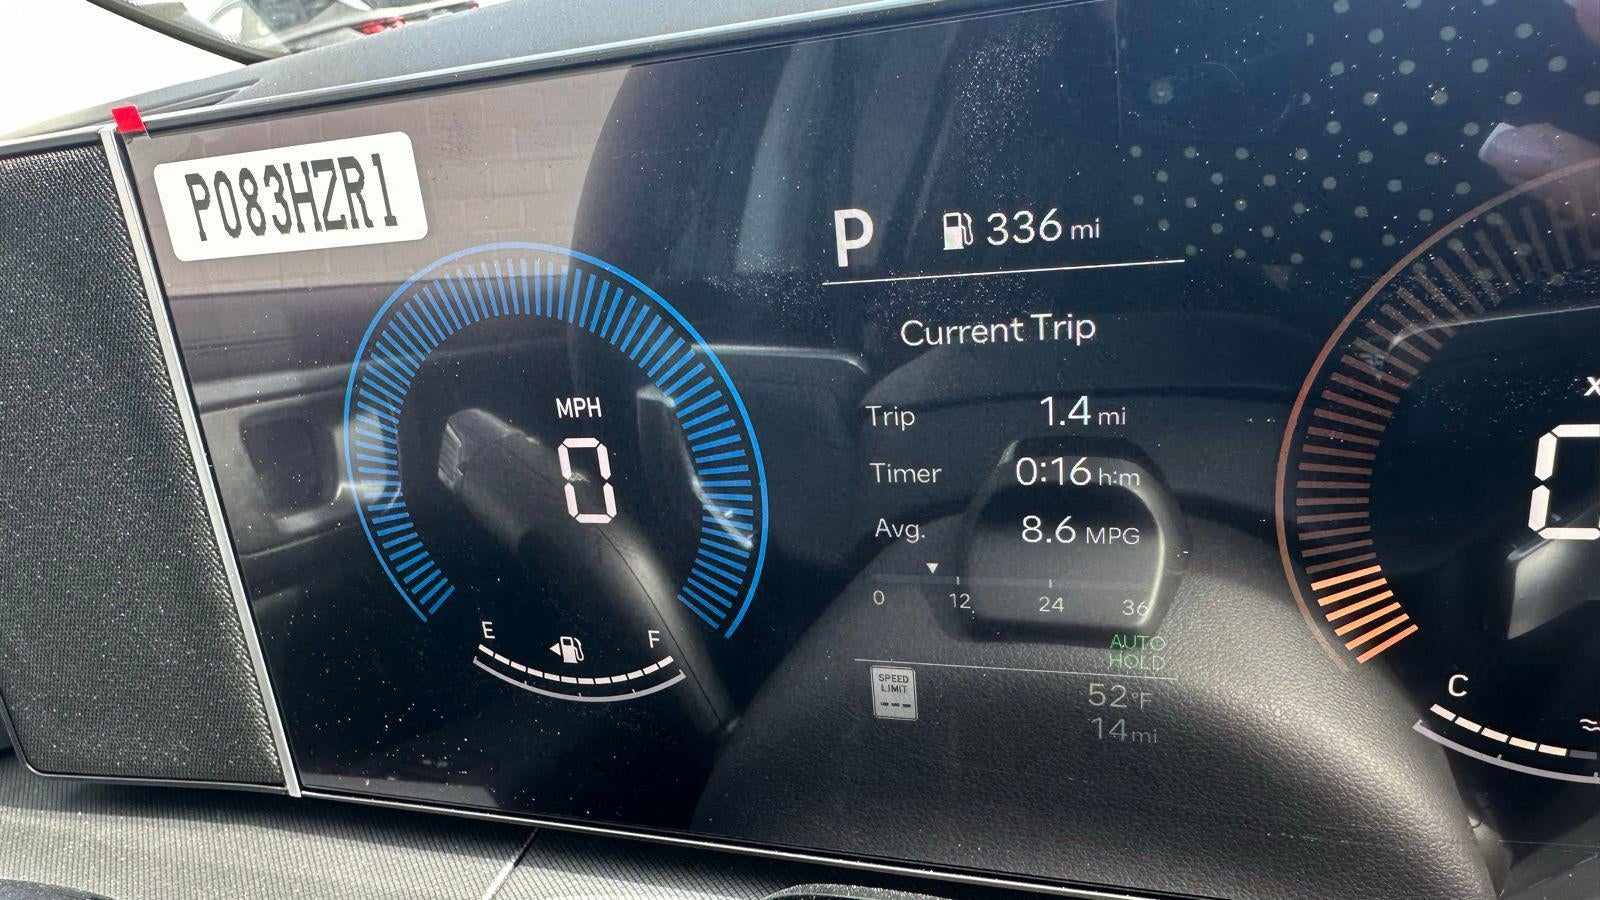 P083HZR1
P 336 mi
Current Trip
Trip 1.4 mi
Timer 0:16 h:m
Avg. 8.6 MPG
0 12 24 36
AUTO
HOLD
SPEED
LIMIT
---
52°F
14 mi
MPH
0
E F
C